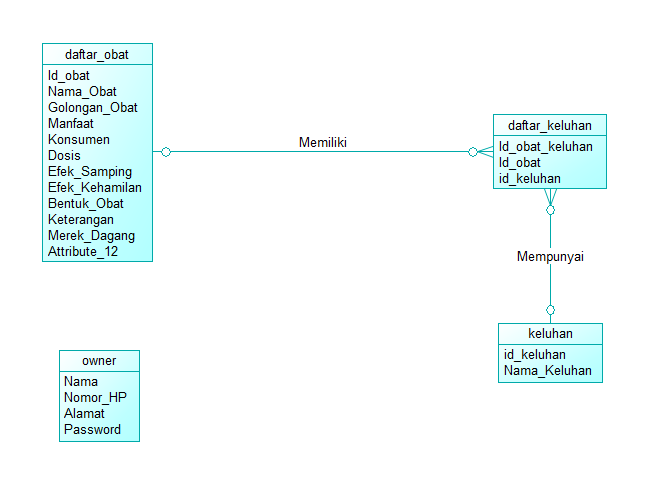 daftar_obat
Id_obat
Nama_Obat
Golongan_Obat
Manfaat
Konsumen
Dosis
Efek_Samping
Efek_Kehamilan
Bentuk_Obat
Keterangan
Merek_Dagang
Attribute_12
Memiliki
daftar_keluhan
Id_obat_keluhan
Id_obat
id_keluhan
Mempunyai
keluhan
id_keluhan
Nama_Keluhan
owner
Nama
Nomor_HP
Alamat
Password